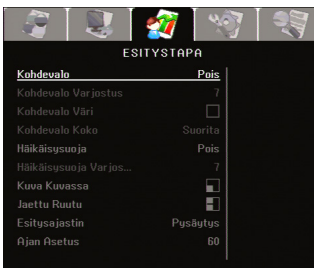 ESITYSTAPA
Kohdevalo Pois
Kohdevalo Varjostus 7
Kohdevalo Väri
Kohdevalo Koko Suorita
Häikäisysuoja Pois
Häikäisysuoja Varjos... 7
Kuva Kuvassa
Jaettu Ruutu
Esitysajastin Pysäytys
Ajan Asetus 60